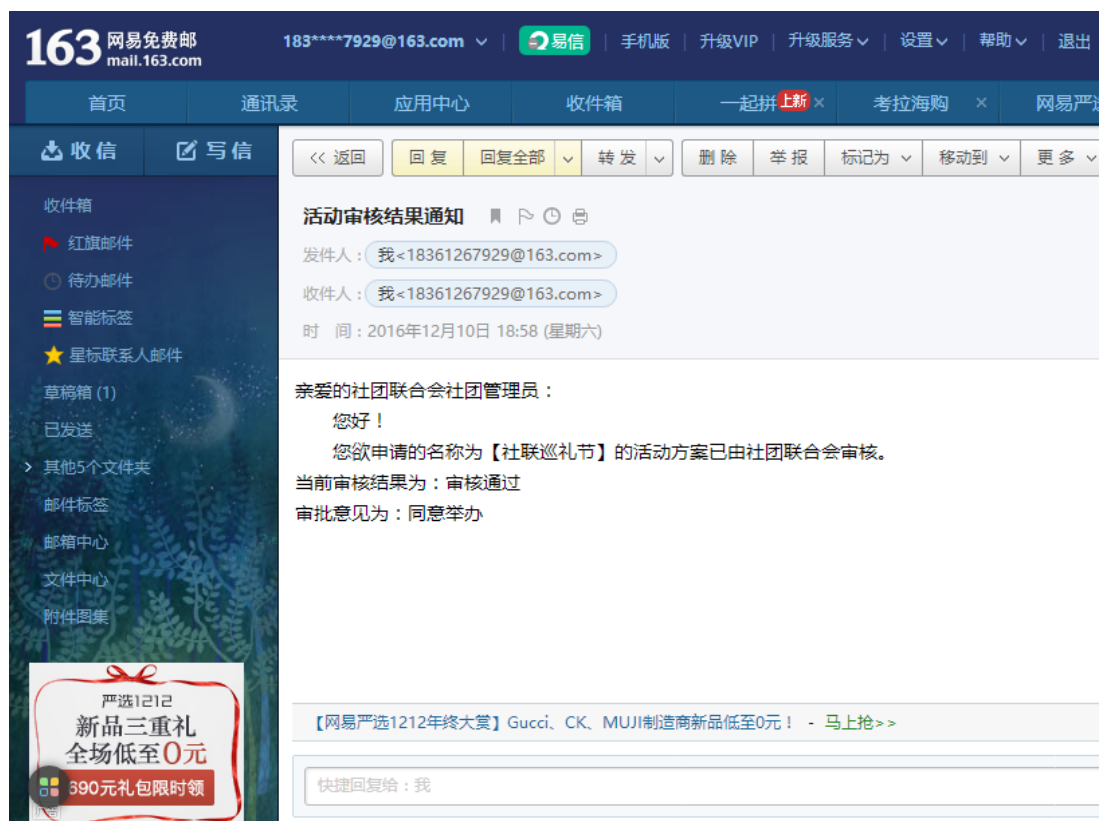 163 网易免费邮
mail.163.com
183****7929@163.com 易信 手机版 升级VIP 升级服务 设置 帮助 退出
首页 通讯录 应用中心 收件箱 一起拼 上新 × 考拉海购 × 网易严
收信 写信
<< 返回 回复 回复全部 转发 删除 举报 标记为 移动到 更多
收件箱
红旗邮件
待办邮件
智能标签
星标联系人邮件
草稿箱 (1)
已发送
其他5个文件夹
邮件标签
邮箱中心
文件中心
附件图集
严选1212
新品三重礼
全场低至0元
690元礼包限时领
广告
活动审核结果通知
发件人：我<18361267929@163.com>
收件人：我<18361267929@163.com>
时 间：2016年12月10日 18:58 (星期六)
亲爱的社团联合会社团管理员：
您好！
您欲申请的名称为【社联巡礼节】的活动方案已由社团联合会审核。
当前审核结果为：审核通过
审批意见为：同意举办
【网易严选1212年终大赏】Gucci、CK、MUJI制造商新品低至0元！ - 马上抢>>
快捷回复给：我